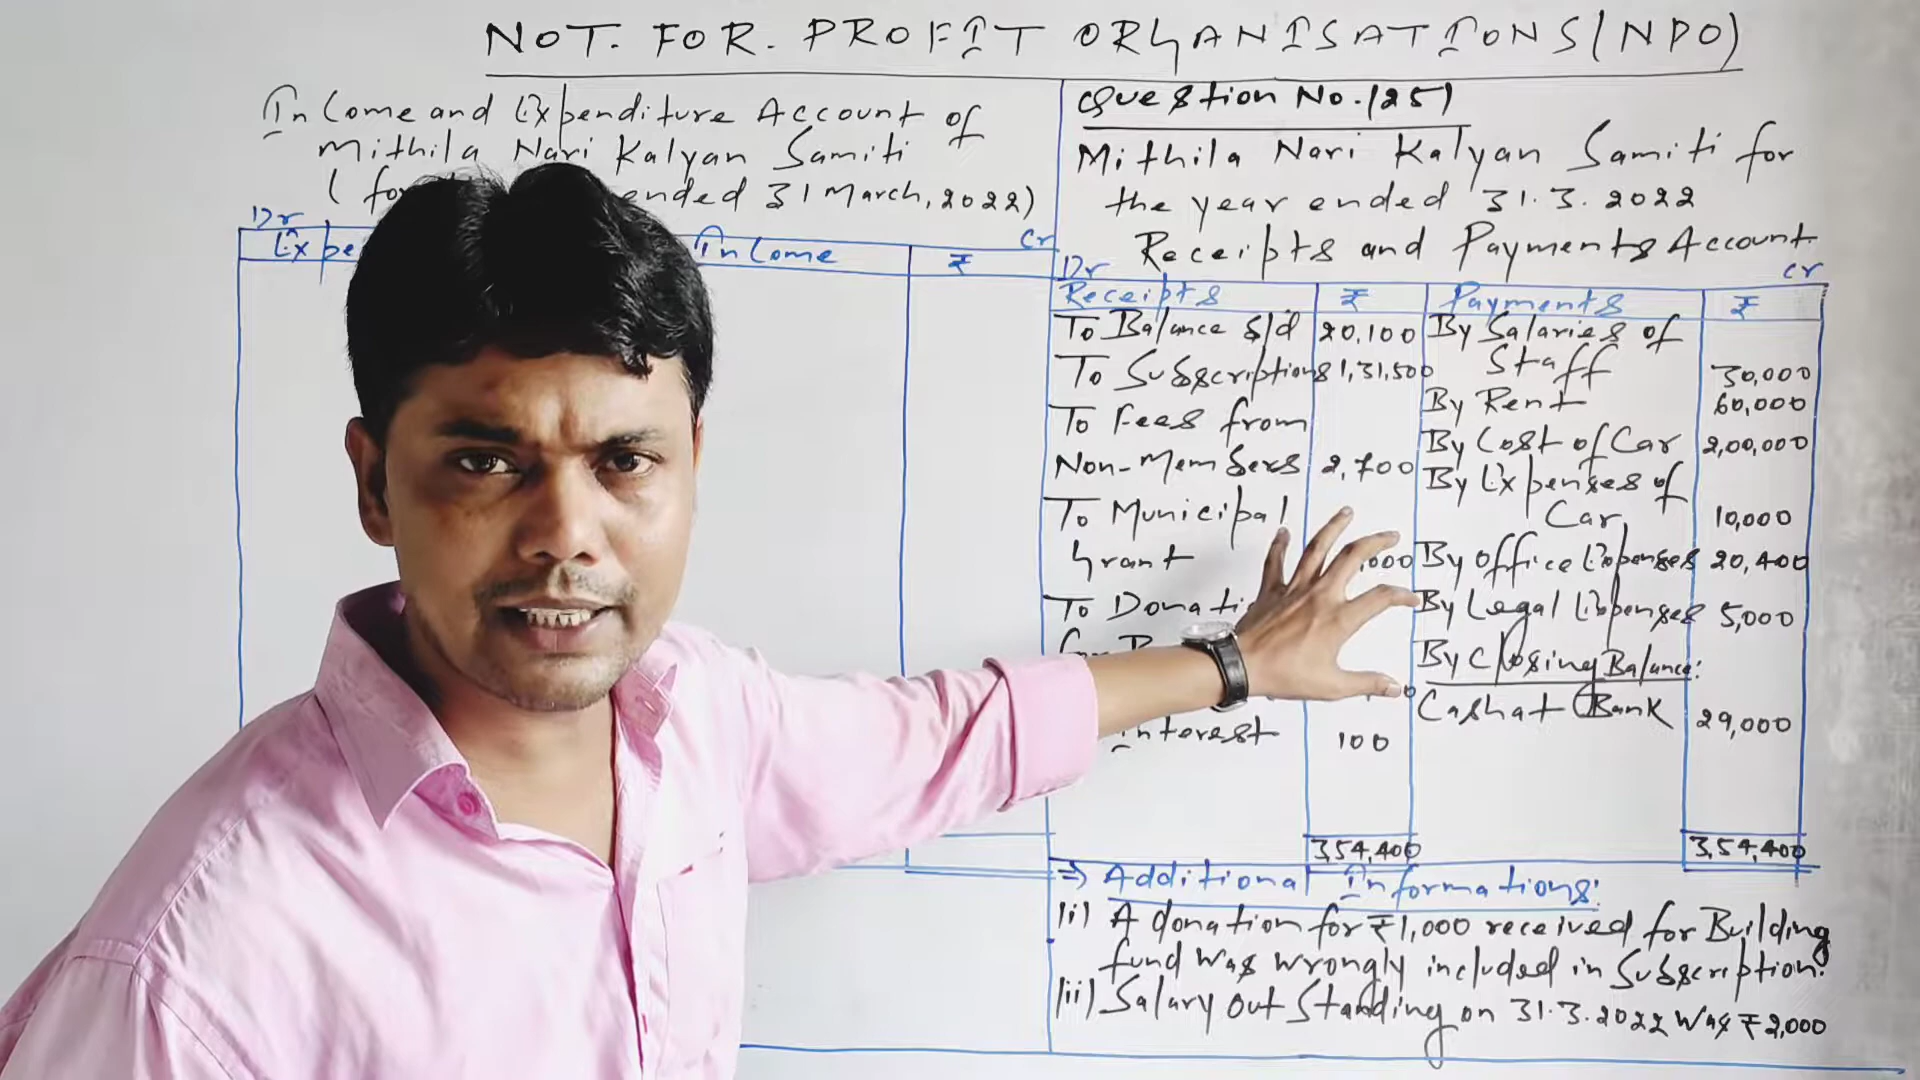 NOT. FOR. PROFIT ORGANISATIONS (NPO)
Income and Expenditure Account of
Mithila Nari Kalyan Samiti
ended 31 March, 2022)
Dr
Cr
Income ₹
Question No. (25)
Mithila Nari Kalyan Samiti for
the year ended 31.3.2022
Receipts and Payments Account.
Dr
Cr
Receipts ₹ Payments ₹
To Balance b/d 20,100 By Salaries of
Staff 30,000
To Subscriptions 1,31,500
By Rent 60,000
To Fees from
Non-Members 2,700
By Cost of Car 2,00,000
By Expenses of
Car 10,000
To Municipal
Grant
By Office Expenses 20,400
To
By Legal Expenses 5,000
By Closing Balance:
Cash at Bank 29,000
Interest 100
3,54,400 3,54,400
⇒ Additional Informations:
(i) A donation for ₹1,000 received for Building
fund was wrongly included in Subscription.
(ii) Salary Outstanding on 31.3.2022 was ₹2,000